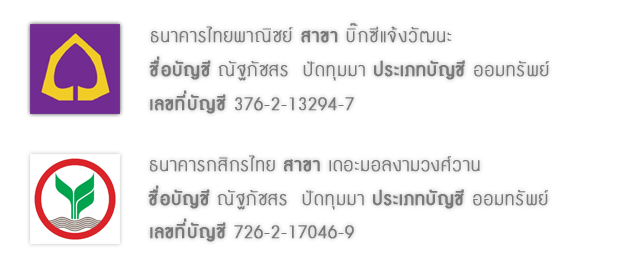 ธนาคารไทยพาณิชย์ สาขา บิ๊กซีแจ้งวัฒนะ
ชื่อบัญชี ณัฐภัชสร ปัดทุมมา ประเภทบัญชี ออมทรัพย์
เลขที่บัญชี 376-2-13294-7
ธนาคารกสิกรไทย สาขา เดอะมอลงามวงศ์วาน
ชื่อบัญชี ณัฐภัชสร ปัดทุมมา ประเภทบัญชี ออมทรัพย์
เลขที่บัญชี 726-2-17046-9